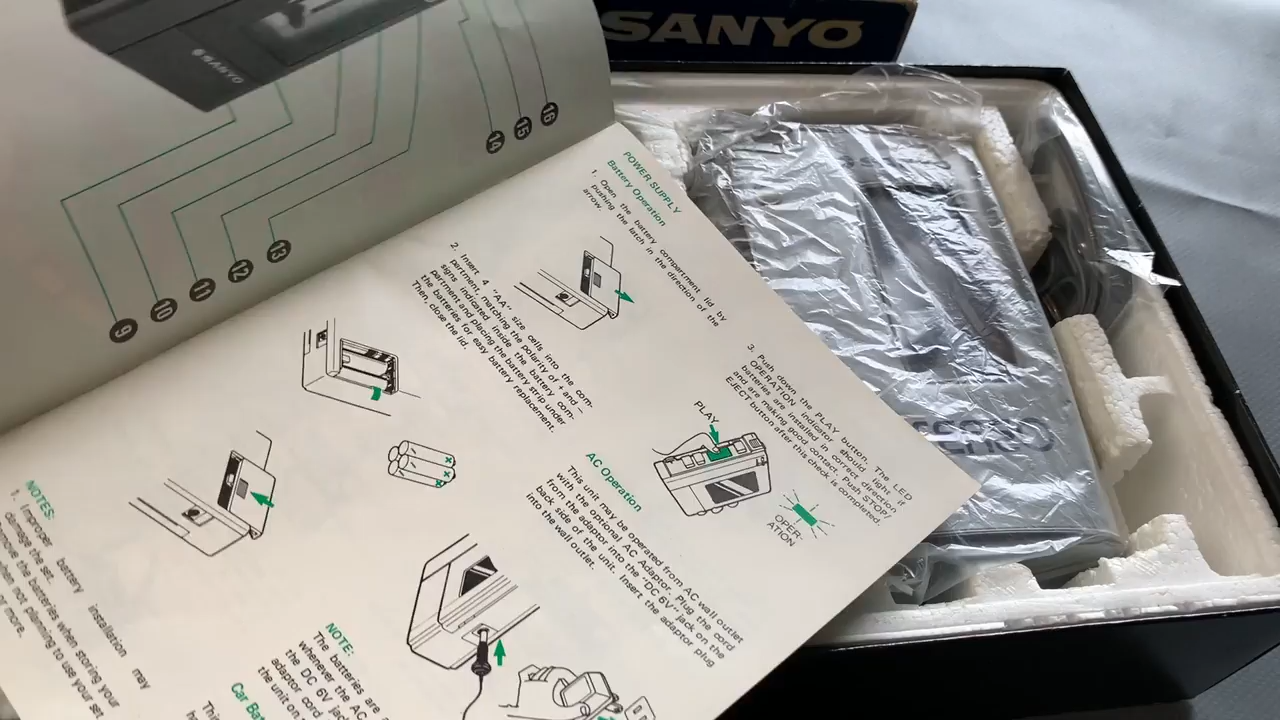 SANYO
SANYO
9
10
11
12
13
14
15
16
POWER SUPPLY
Battery Operation
1. Open the battery compartment lid by
pushing the latch in the direction of the
arrow.
2. Insert 4 "AA" size cells into the com-
partment, matching the polarity of + and –
signs indicated inside the battery com-
partment and placing the battery strip under
the batteries for easy battery replacement.
Then, close the lid.
3. Push down the PLAY button. The LED
OPERATION indicator should light if
batteries are installed in correct direction
and are making good contact. Push STOP/
EJECT button after this check is completed.
PLAY
OPER-
ATION
AC Operation
This unit may be operated from AC wall outlet
with the optional AC Adaptor. Plug the cord
from the adaptor into the "DC 6V" jack on the
back side of the unit. Insert the adaptor plug
into the wall outlet.
NOTES:
1. Improper battery installation may
damage the set.
remove the batteries when storing your
when not planning to use your set
or more.
NOTE:
The batteries are
whenever the AC
the DC 6V jack
adaptor cord
the unit on
Car Bat
This